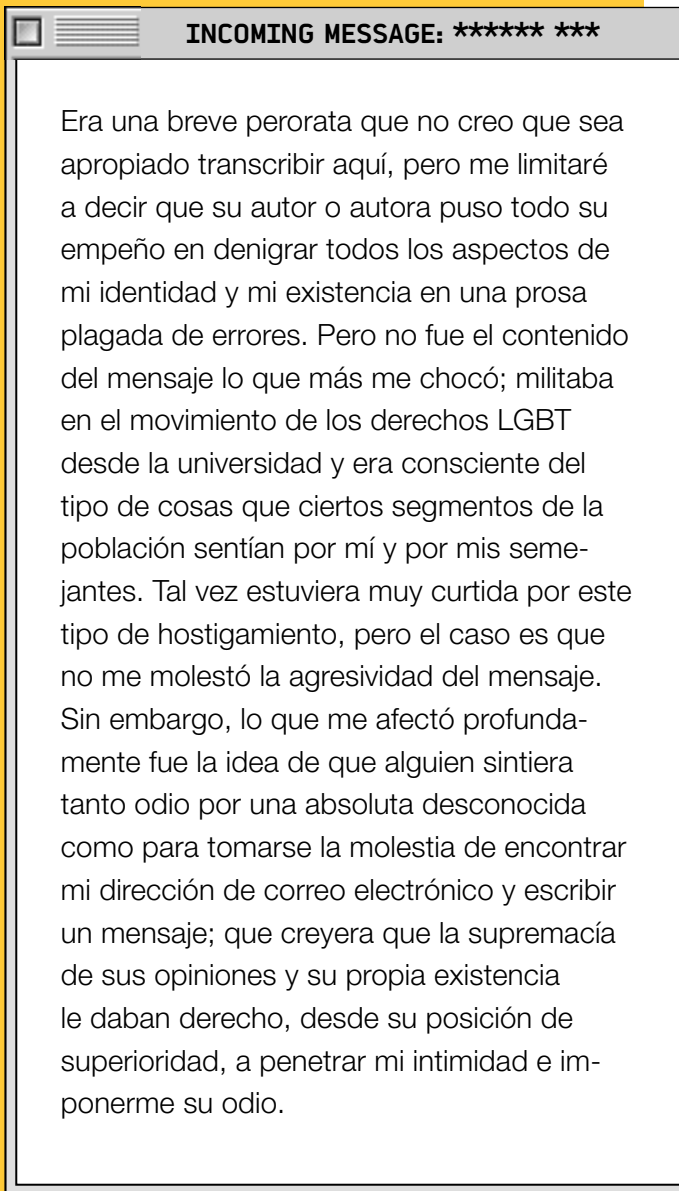 INCOMING MESSAGE: ****** ***
Era una breve perorata que no creo que sea
apropiado transcribir aquí, pero me limitaré
a decir que su autor o autora puso todo su
empeño en denigrar todos los aspectos de
mi identidad y mi existencia en una prosa
plagada de errores. Pero no fue el contenido
del mensaje lo que más me chocó; militaba
en el movimiento de los derechos LGBT
desde la universidad y era consciente del
tipo de cosas que ciertos segmentos de la
población sentían por mí y por mis seme-
jantes. Tal vez estuviera muy curtida por este
tipo de hostigamiento, pero el caso es que
no me molestó la agresividad del mensaje.
Sin embargo, lo que me afectó profunda-
mente fue la idea de que alguien sintiera
tanto odio por una absoluta desconocida
como para tomarse la molestia de encontrar
mi dirección de correo electrónico y escribir
un mensaje; que creyera que la supremacía
de sus opiniones y su propia existencia
le daban derecho, desde su posición de
superioridad, a penetrar mi intimidad e im-
ponerme su odio.